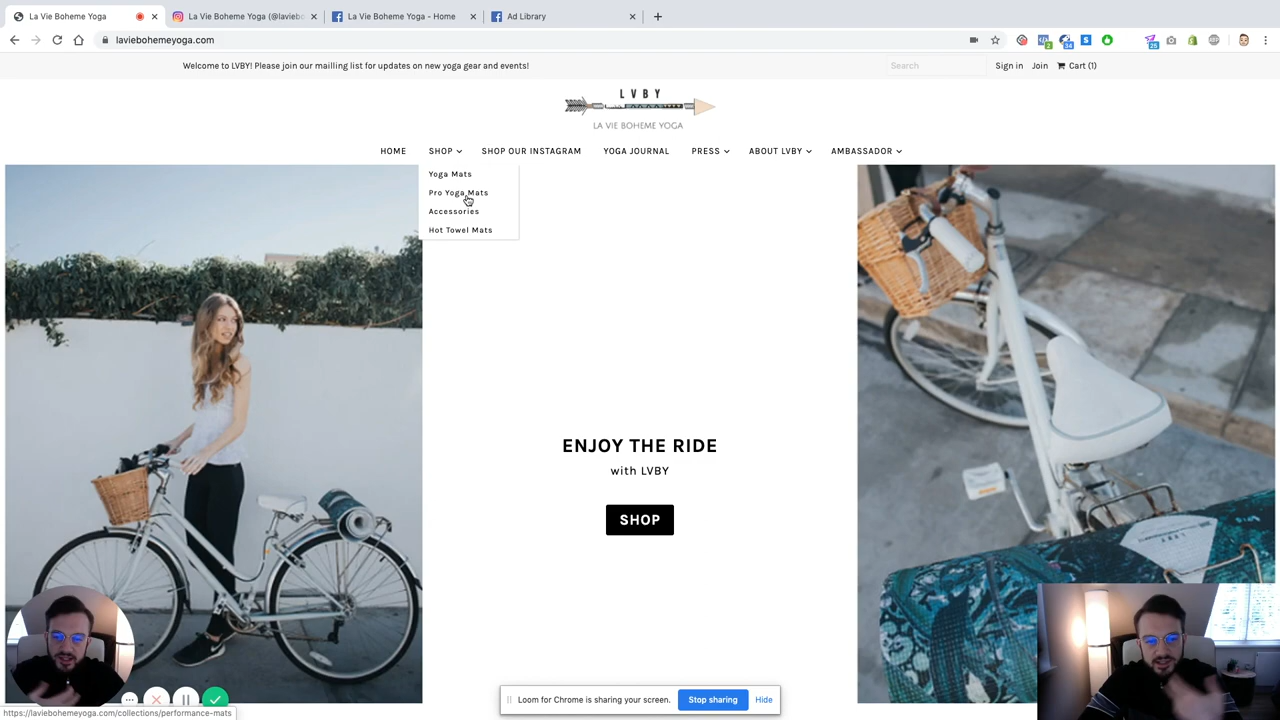 La Vie Boheme Yoga
La Vie Boheme Yoga (@laviebo
La Vie Boheme Yoga - Home
Ad Library
laviebohemeyoga.com
2
34
S
25
Welcome to LVBY! Please join our mailling list for updates on new yoga gear and events!
Search
Sign in
Join
Cart (1)
LVBY
LA VIE BOHEME YOGA
HOME
SHOP
SHOP OUR INSTAGRAM
YOGA JOURNAL
PRESS
ABOUT LVBY
AMBASSADOR
Yoga Mats
Pro Yoga Mats
Accessories
Hot Towel Mats
ENJOY THE RIDE
with LVBY
SHOP
Loom for Chrome is sharing your screen.
Stop sharing
Hide
https://laviebohemeyoga.com/collections/performance-mats